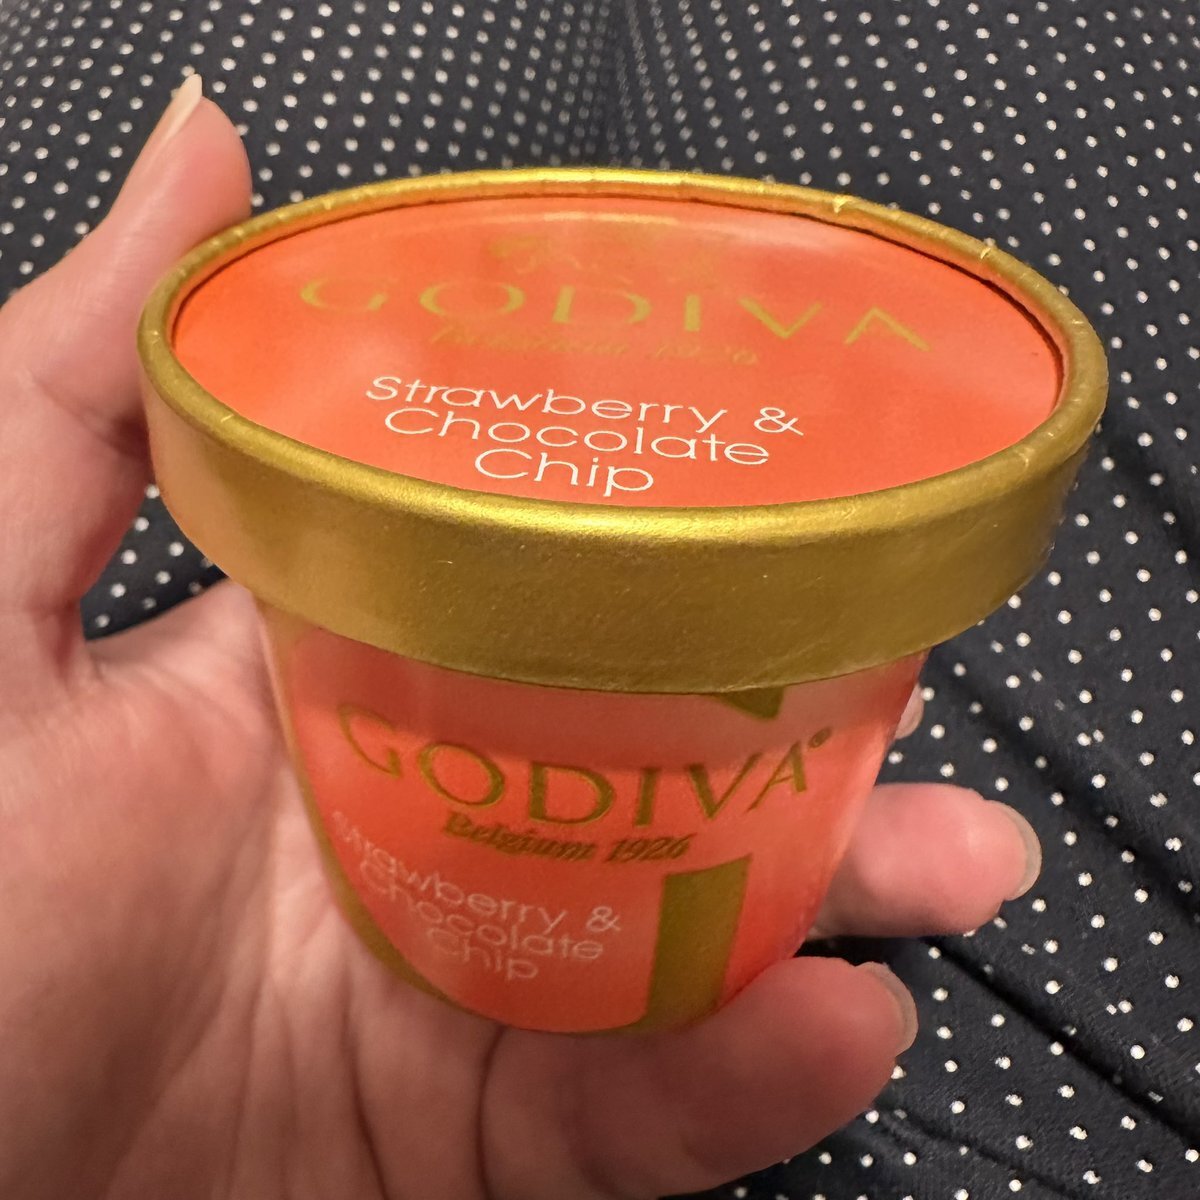 GODIVA
Belgium 1926
Strawberry &
Chocolate
Chip
GODIVA®
Belgium 1926
Strawberry &
Chocolate
Chip